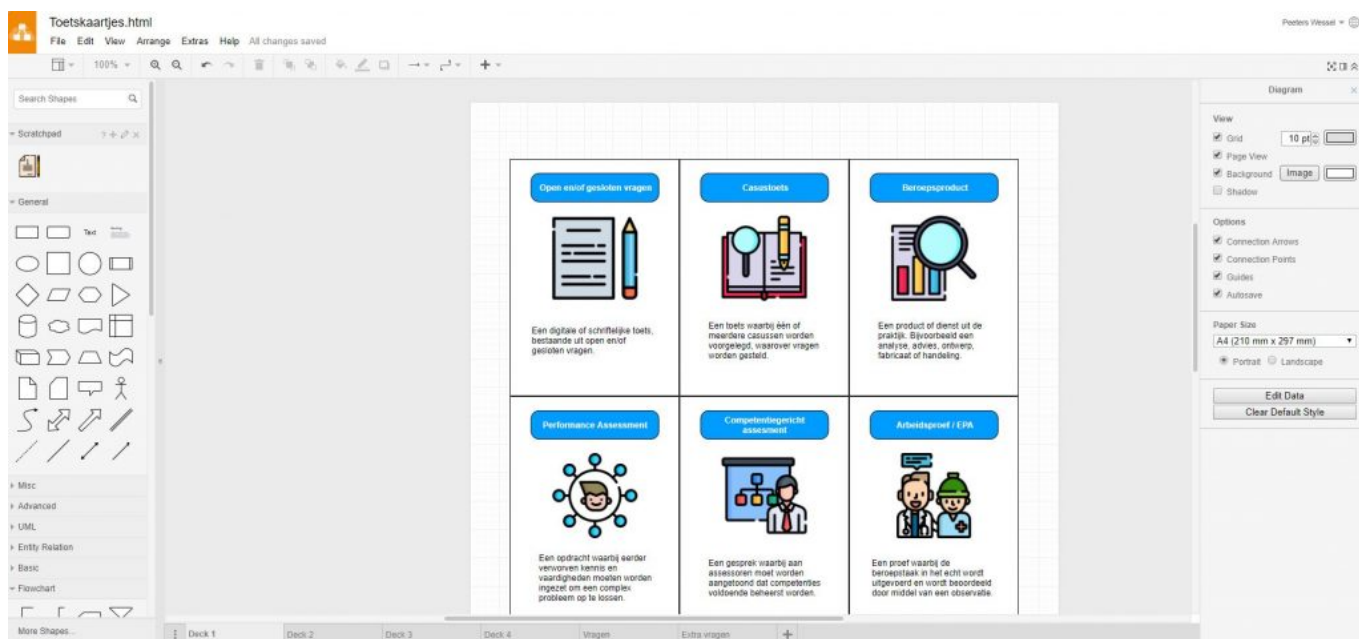 Toetskaartjes.html
Peeters Wessel
File Edit View Arrange Extras Help All changes saved
100%
Search Shapes
Scratchpad
?
General
Text
Misc
Advanced
UML
Entity Relation
Basic
Flowchart
More Shapes...
Open en/of gesloten vragen
Een digitale of schriftelijke toets,
bestaande uit open en/of
gesloten vragen.
Casustoets
Een toets waarbij één of
meerdere casussen worden
voorgelegd, waarover vragen
worden gesteld.
Beroepsproduct
Een product of dienst uit de
praktijk. Bijvoorbeeld een
analyse, advies, ontwerp,
fabricaat of handeling.
Performance Assessment
Een opdracht waarbij eerder
verworven kennis en
vaardigheden moeten worden
ingezet om een complex
probleem op te lossen.
Competentiegericht
assesment
Een gesprek waarbij aan
assessoren moet worden
aangetoond dat competenties
voldoende beheerst worden.
Arbeidsproef / EPA
Een proef waarbij de
beroepstaak in het echt wordt
uitgevoerd en wordt beoordeeld
door middel van een observatie.
Deck 1 Deck 2 Deck 3 Deck 4 Vragen Extra vragen
Diagram
View
Grid 10 pt
Page View
Background Image
Shadow
Options
Connection Arrows
Connection Points
Guides
Autosave
Paper Size
A4 (210 mm x 297 mm)
Portrait Landscape
Edit Data
Clear Default Style